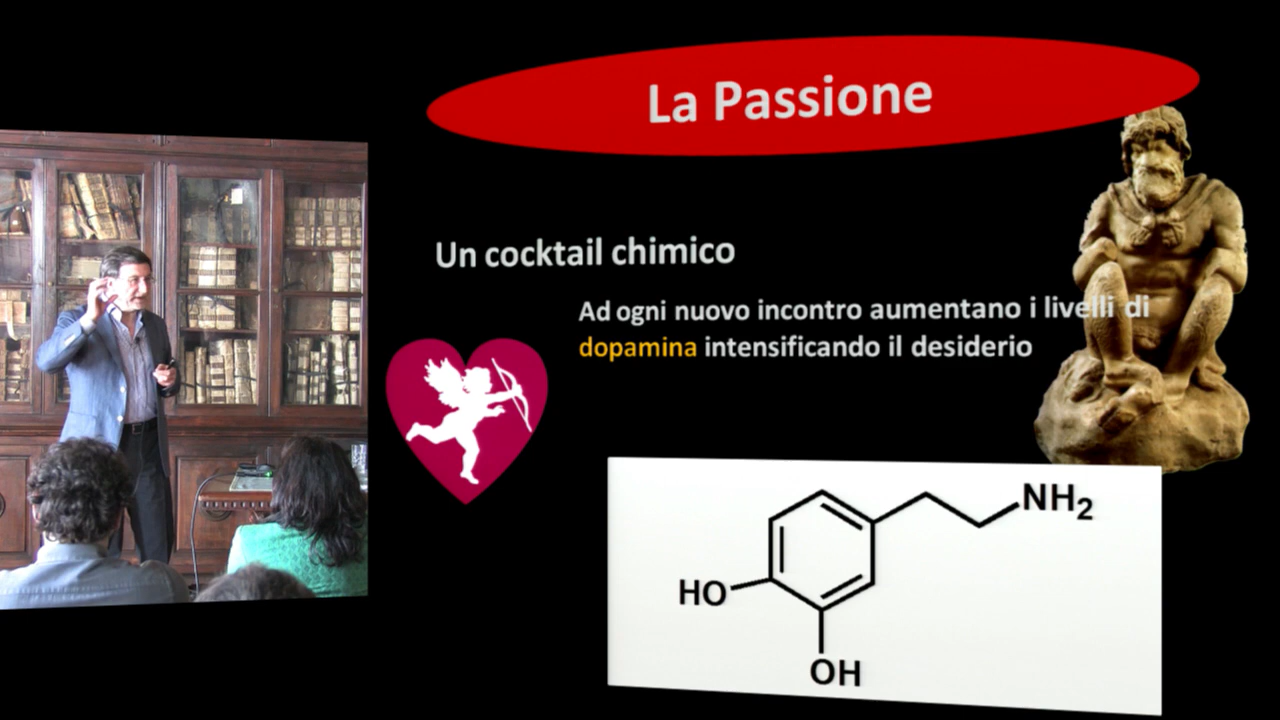 La Passione
Un cocktail chimico
Ad ogni nuovo incontro aumentano i livelli di
dopamina intensificando il desiderio
NH2
HO
OH